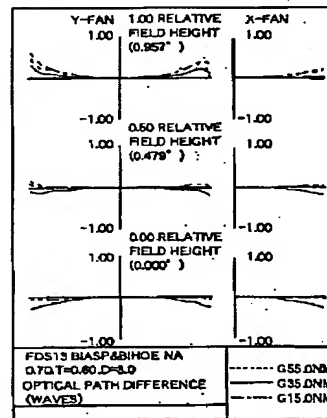 Y-FAN 1.00 RELATIVE X-FAN
1.00 FIELD HEIGHT 1.00
(0.957°)
-1.00 -1.00
0.50 RELATIVE
1.00 FIELD HEIGHT 1.00
(0.479°)
-1.00 -1.00
0.00 RELATIVE
1.00 FIELD HEIGHT 1.00
(0.000°)
-1.00 -1.00
FDS13 BIASP&BIHOE NA
0.70.T=0.60.D=3.0
OPTICAL PATH DIFFERENCE
(WAVES)
G55.0NM
G35.0NM
G15.0NM